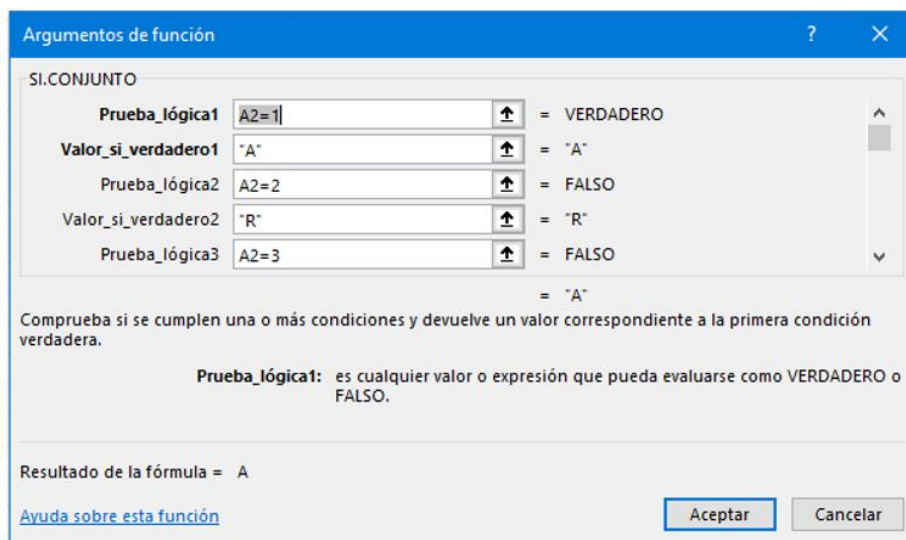 Argumentos de función ? ×
SI.CONJUNTO
Prueba_lógica1 A2=1 = VERDADERO
Valor_si_verdadero1 "A" = "A"
Prueba_lógica2 A2=2 = FALSO
Valor_si_verdadero2 "R" = "R"
Prueba_lógica3 A2=3 = FALSO
= "A"
Comprueba si se cumplen una o más condiciones y devuelve un valor correspondiente a la primera condición
verdadera.
Prueba_lógica1: es cualquier valor o expresión que pueda evaluarse como VERDADERO o
FALSO.
Resultado de la fórmula = A
Ayuda sobre esta función Aceptar Cancelar